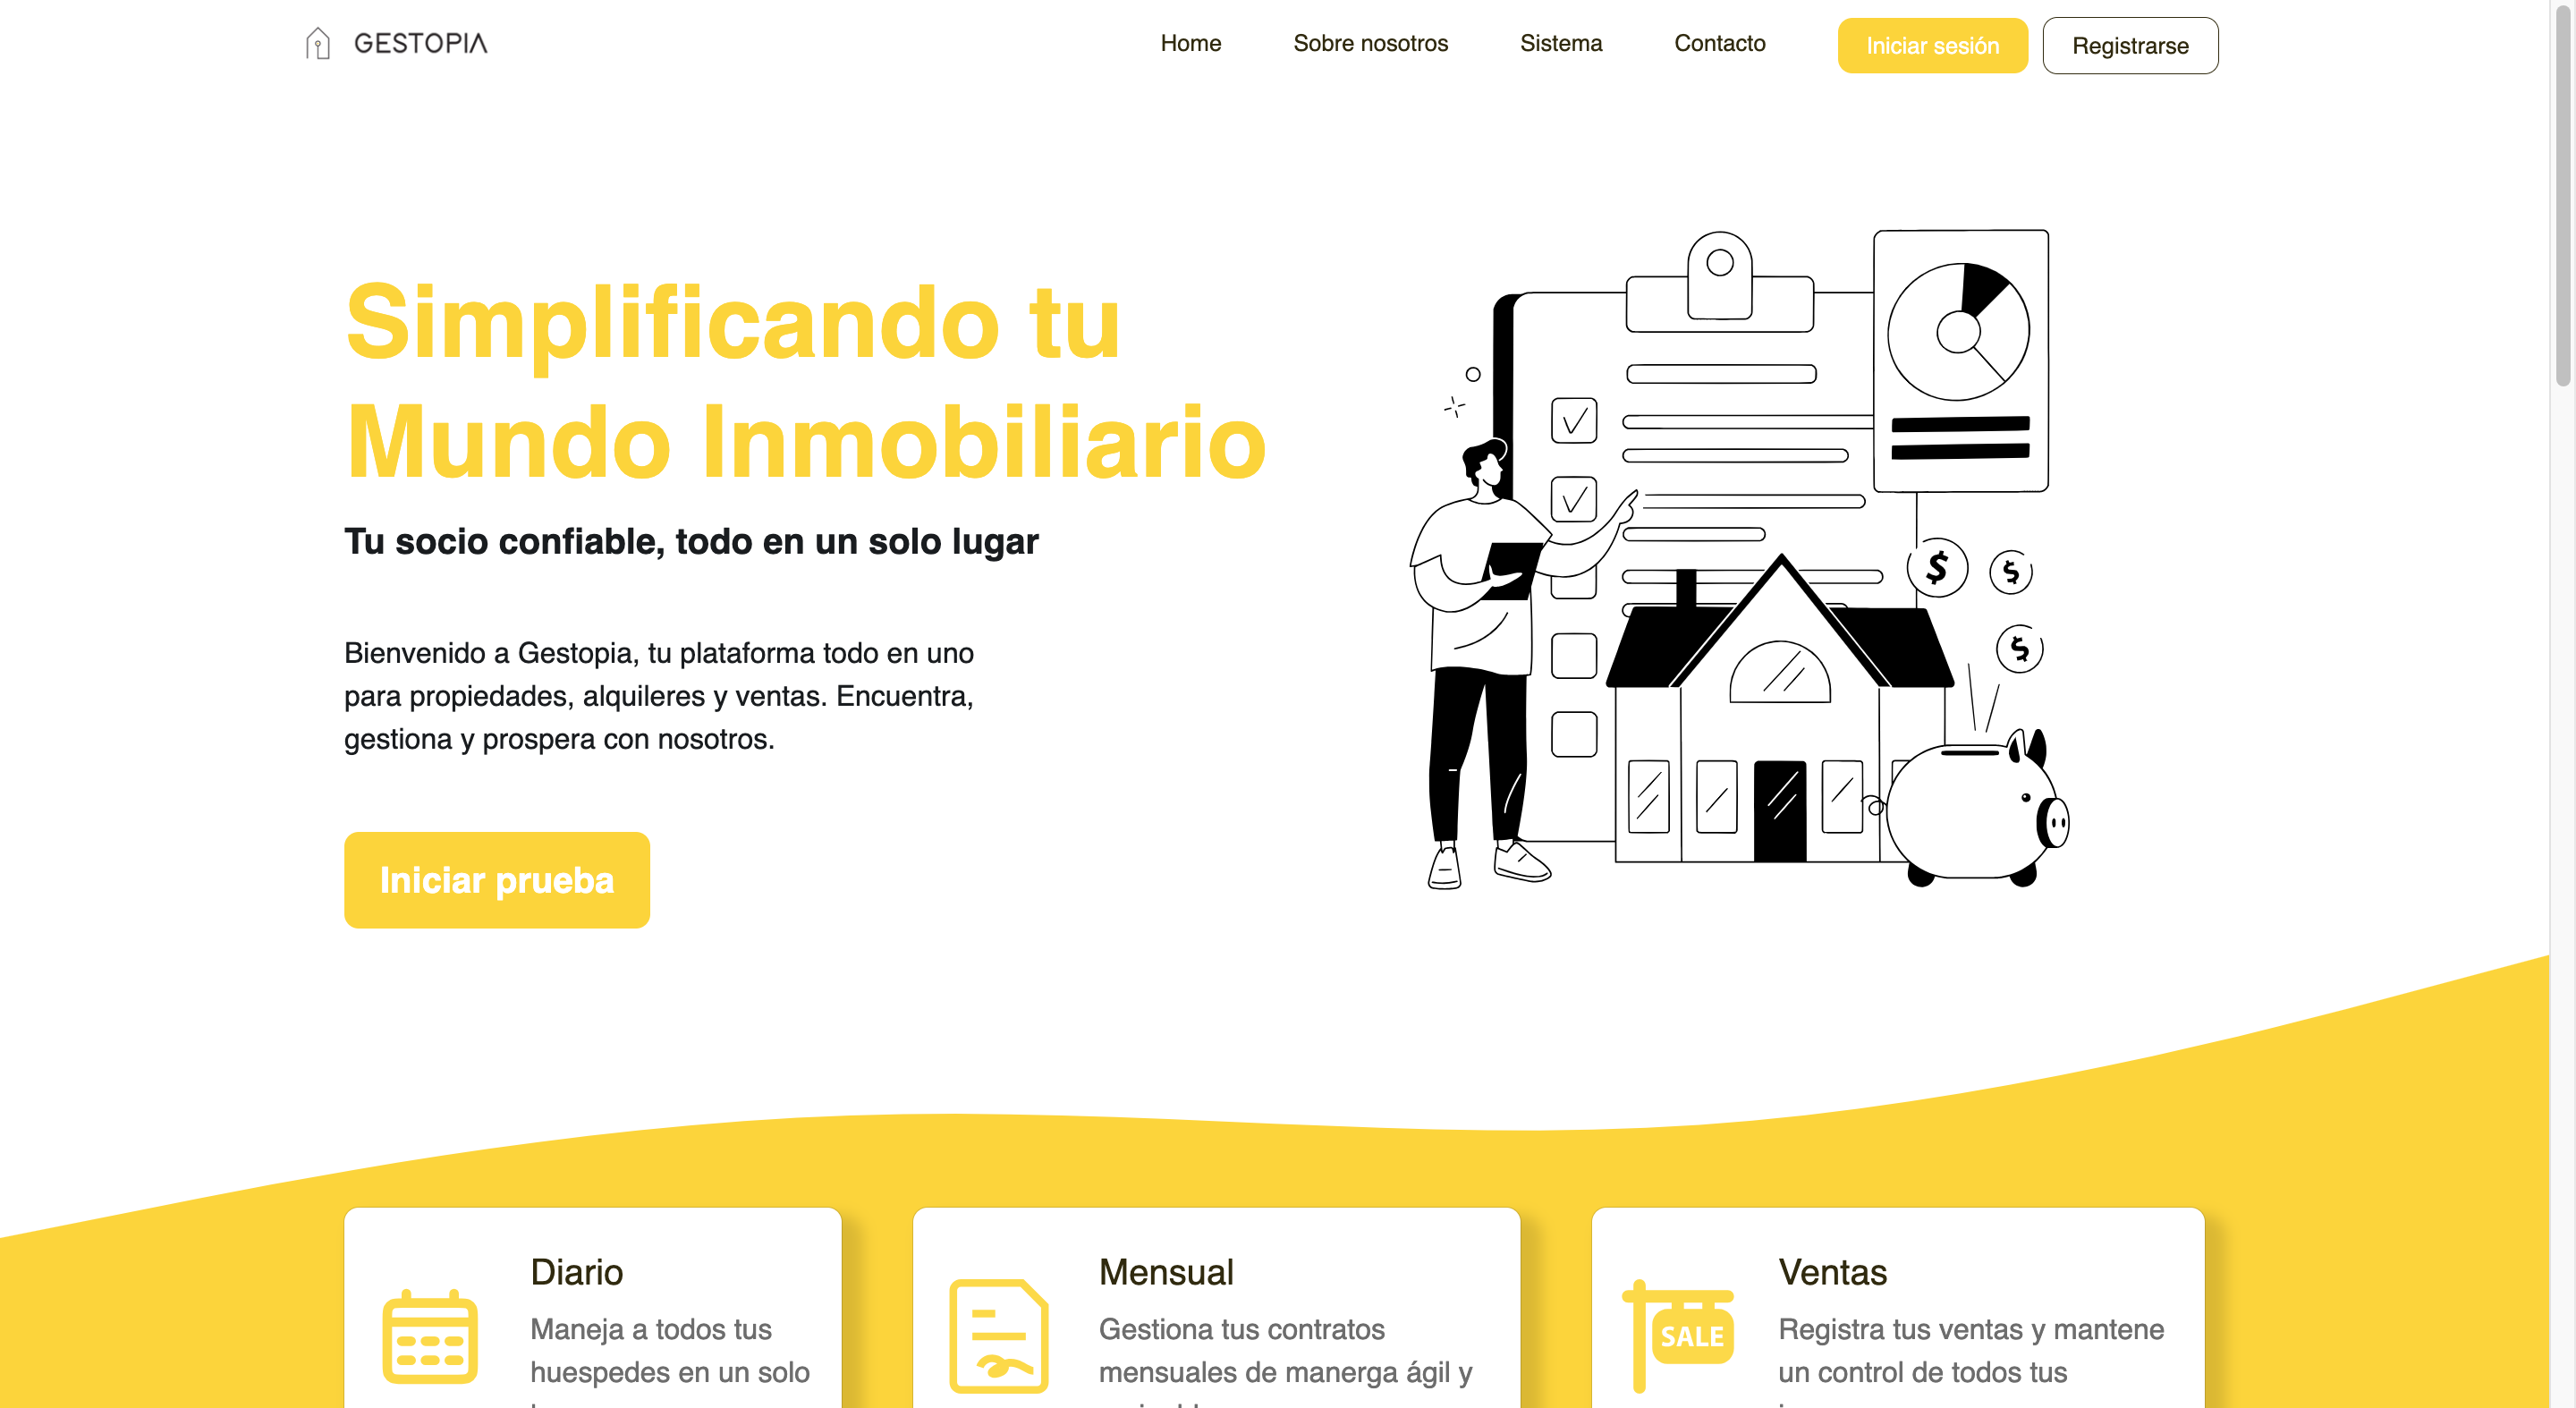 GESTOPIA
Home
Sobre nosotros
Sistema
Contacto
Iniciar sesión
Registrarse
Simplificando tu
Mundo Inmobiliario
Tu socio confiable, todo en un solo lugar
Bienvenido a Gestopia, tu plataforma todo en uno
para propiedades, alquileres y ventas. Encuentra,
gestiona y prospera con nosotros.
Iniciar prueba
$
$
$
Diario
Maneja a todos tus
huespedes en un solo
Mensual
Gestiona tus contratos
mensuales de manerga ágil y
SALE
Ventas
Registra tus ventas y mantene
un control de todos tus